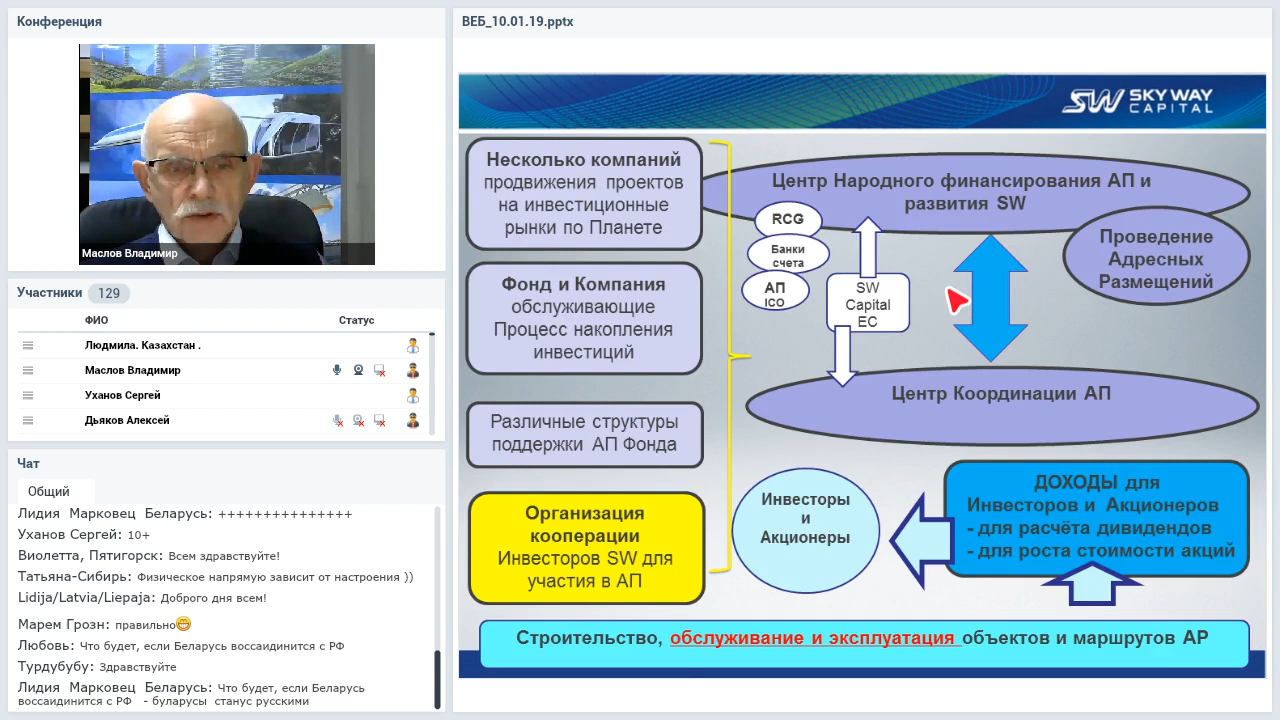 Конференция
Маслов Владимир
Участники 129
ФИО Статус
Людмила. Казахстан .
Маслов Владимир
Уханов Сергей
Дьяков Алексей
Чат
Общий
Лидия Марковец Беларусь: +++++++++++++++
Уханов Сергей: 10+
Виолетта, Пятигорск: Всем здравствуйте!
Татьяна-Сибирь: Физическое напрямую зависит от настроения ))
Lidija/Latvia/Liepaja: Доброго дня всем!
Марем Грозн: правильно😁
Любовь: Что будет, если Беларусь воссаидинится с РФ
Турдубубу: Здравствуйте
Лидия Марковец Беларусь: Что будет, если Беларусь
воссаидинится с РФ - буларусы станус русскими
ВЕБ_10.01.19.pptx
SW SKY WAY
CAPITAL
Несколько компаний
продвижения проектов
на инвестиционные
рынки по Планете
Фонд и Компания
обслуживающие
Процесс накопления
инвестиций
Различные структуры
поддержки АП Фонда
Организация
кооперации
Инвесторов SW для
участия в АП
Центр Народного финансирования АП и
развития SW
RCG
Банки
счета
АП
ICO
SW
Capital
EC
Проведение
Адресных
Размещений
Центр Координации АП
Инвесторы
и
Акционеры
ДОХОДЫ для
Инвесторов и Акционеров
- для расчёта дивидендов
- для роста стоимости акций
Строительство, обслуживание и эксплуатация объектов и маршрутов АР